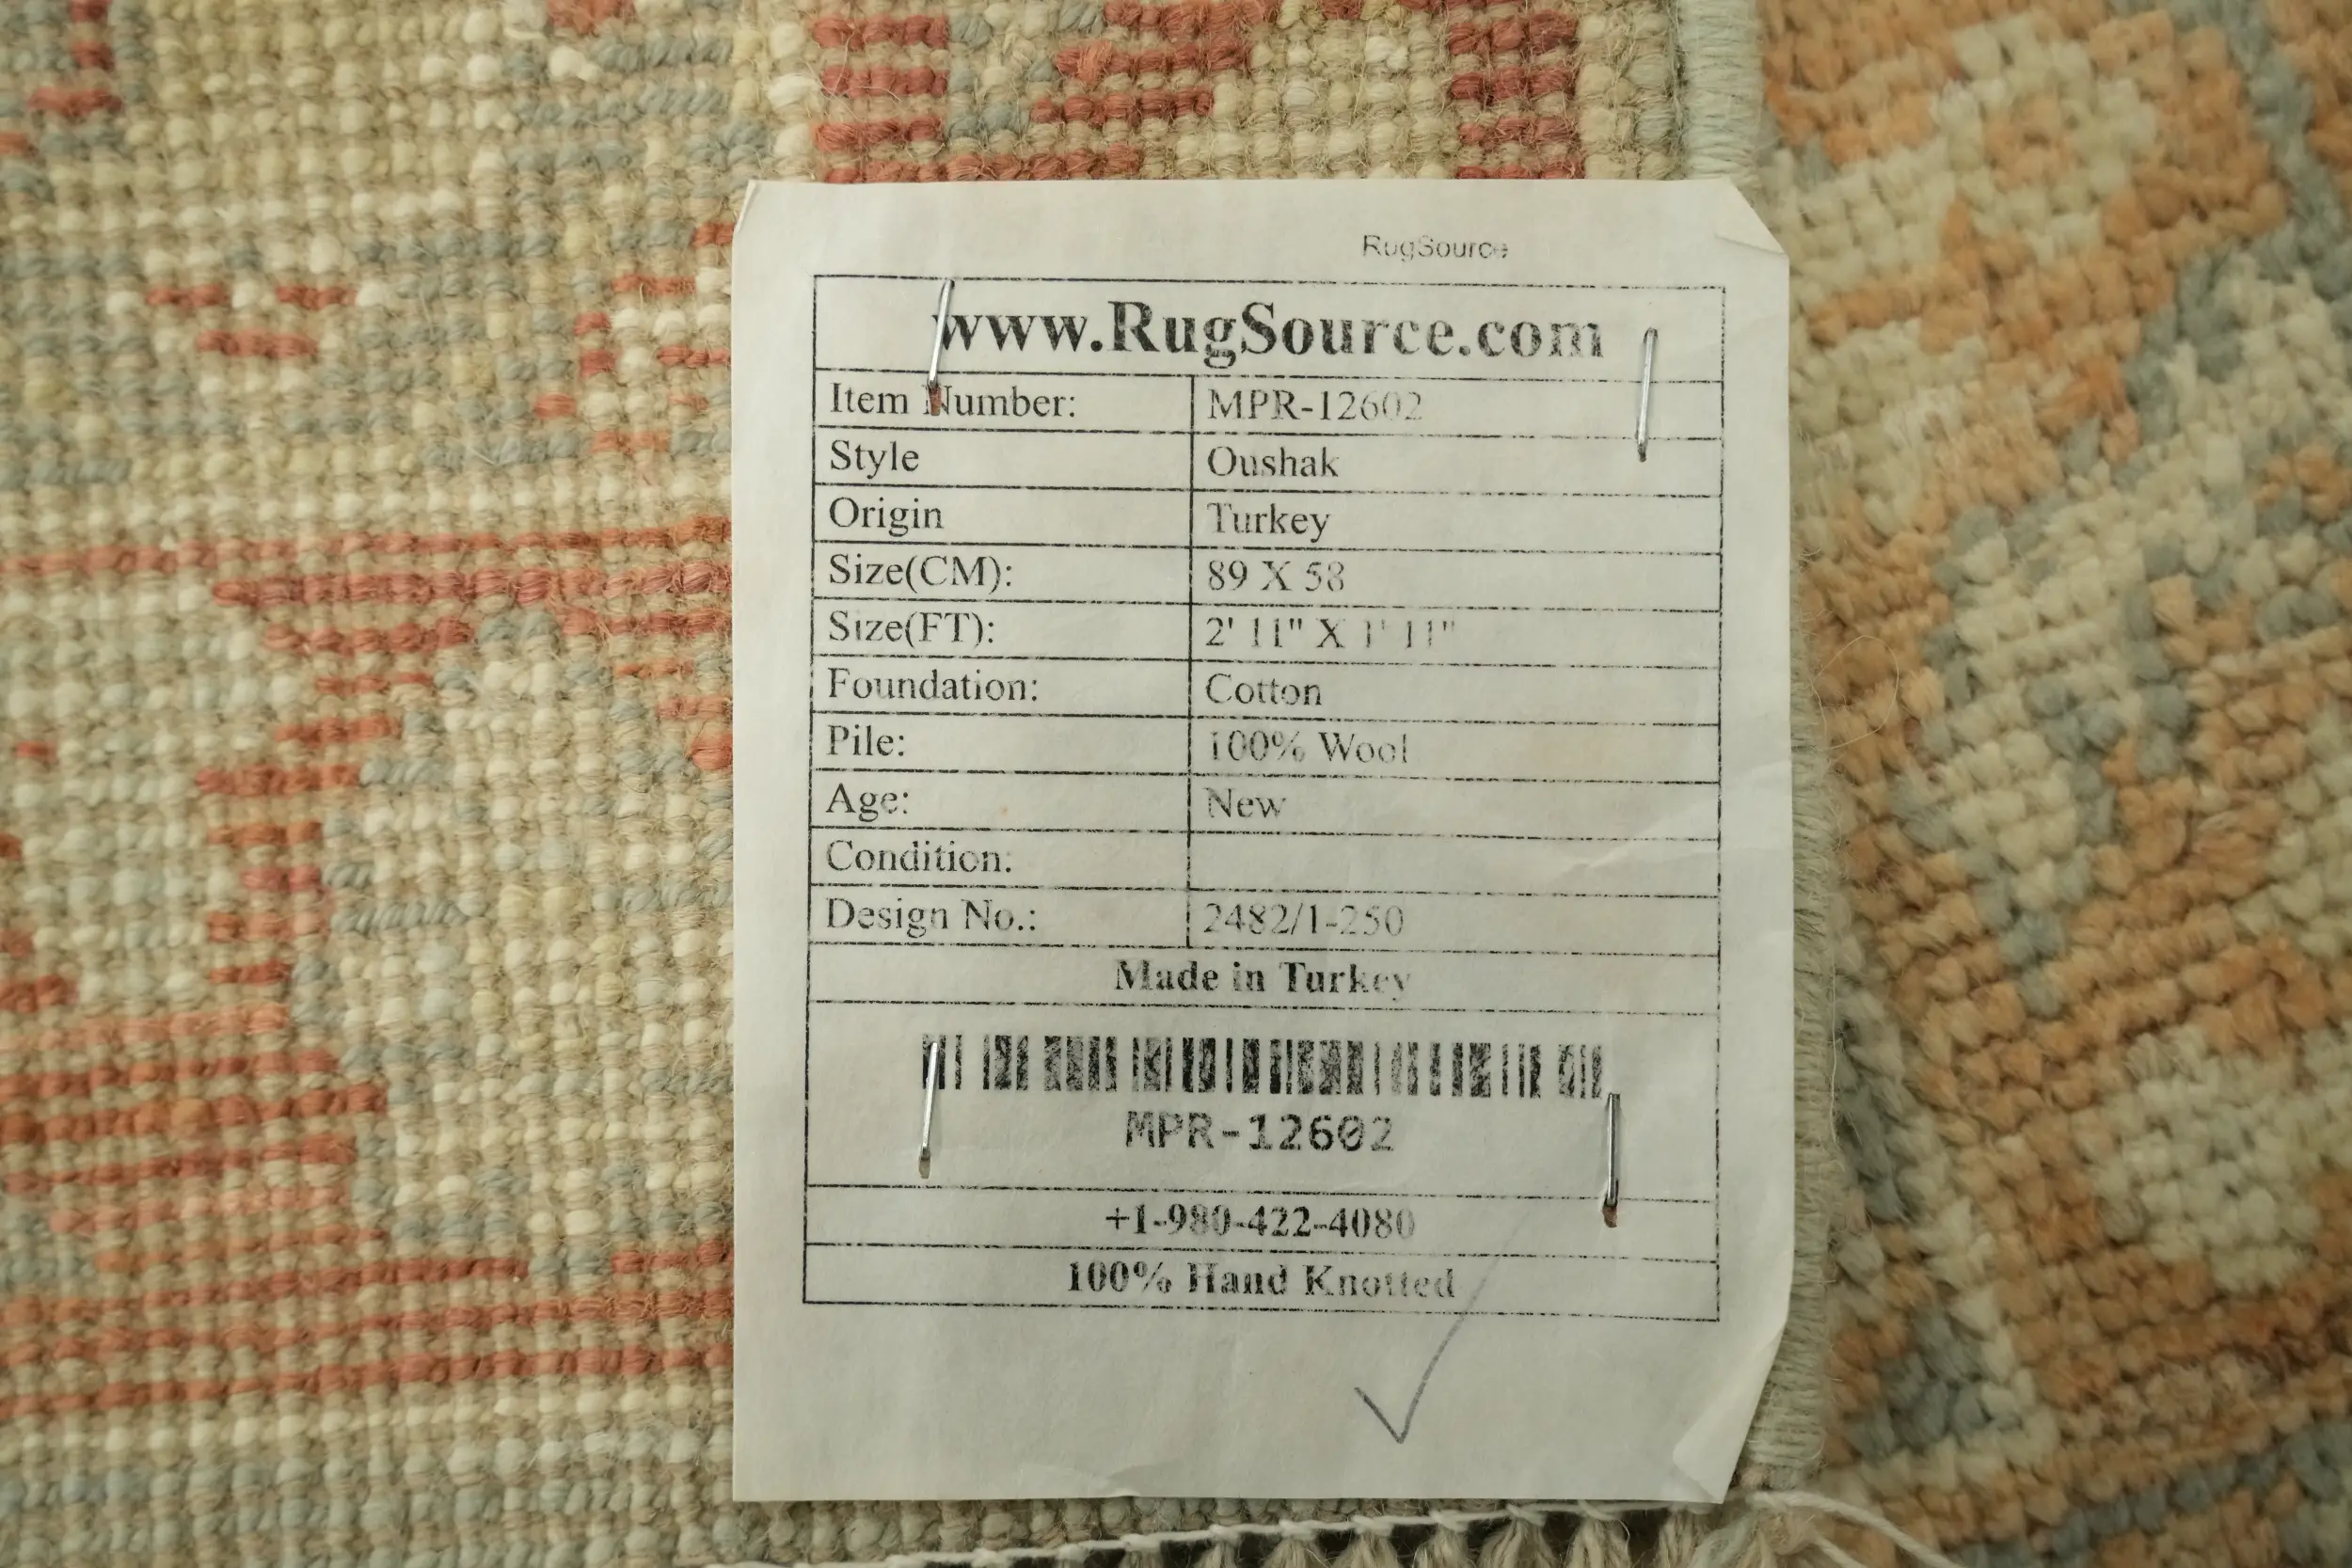 RugSource
www.RugSource.com
Item Number: MPR-12602
Style Oushak
Origin Turkey
Size(CM): 89 X 58
Size(FT): 2' 11" X 1' 11"
Foundation: Cotton
Pile: 100% Wool
Age: New
Condition:
Design No.: 2482/1-250
Made in Turkey
MPR-12602
+1-980-422-4080
100% Hand Knotted